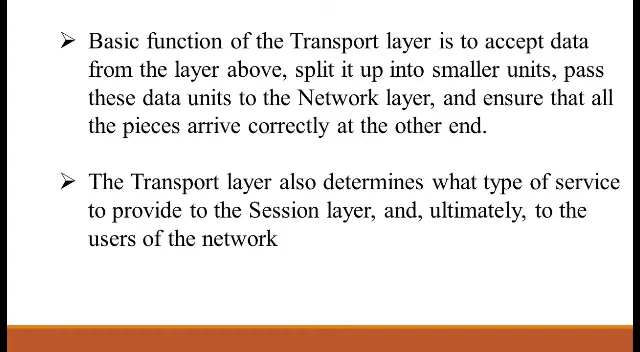 ➢ Basic function of the Transport layer is to accept data
from the layer above, split it up into smaller units, pass
these data units to the Network layer, and ensure that all
the pieces arrive correctly at the other end.
➢ The Transport layer also determines what type of service
to provide to the Session layer, and, ultimately, to the
users of the network